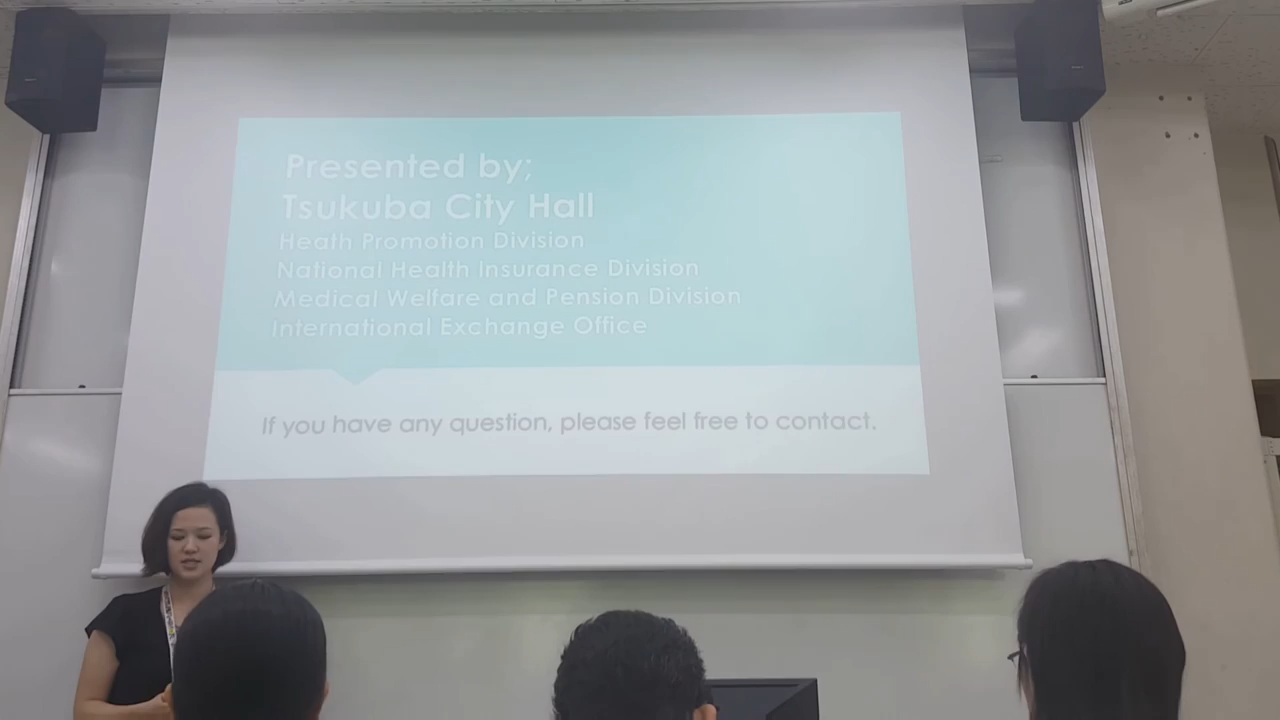 Presented by;
Tsukuba City Hall
Heath Promotion Division
National Health Insurance Division
Medical Welfare and Pension Division
International Exchange Office
If you have any question, please feel free to contact.